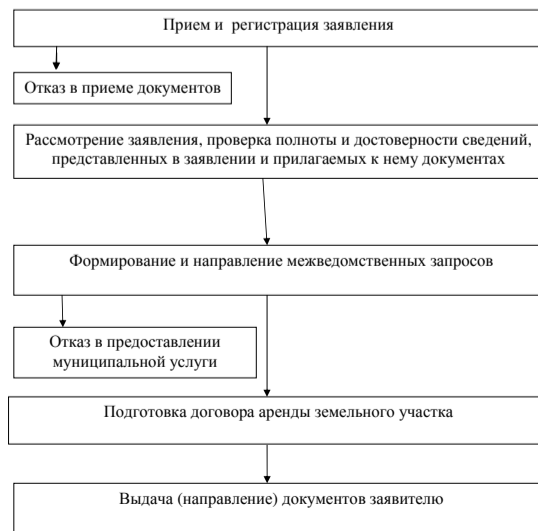 Прием и регистрация заявления
Отказ в приеме документов
Рассмотрение заявления, проверка полноты и достоверности сведений,
представленных в заявлении и прилагаемых к нему документах
Формирование и направление межведомственных запросов
Отказ в предоставлении
муниципальной услуги
Подготовка договора аренды земельного участка
Выдача (направление) документов заявителю